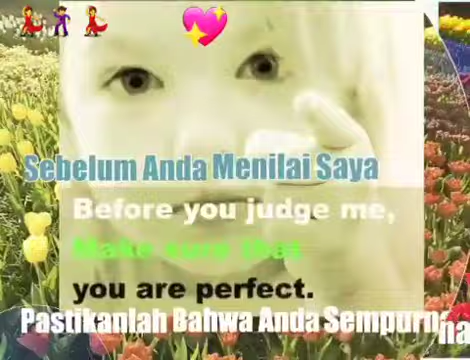 Sebelum Anda Menilai Saya
Before you judge me,
Make sure that
you are perfect.
Pastikanlah Bahwa Anda Sempurna